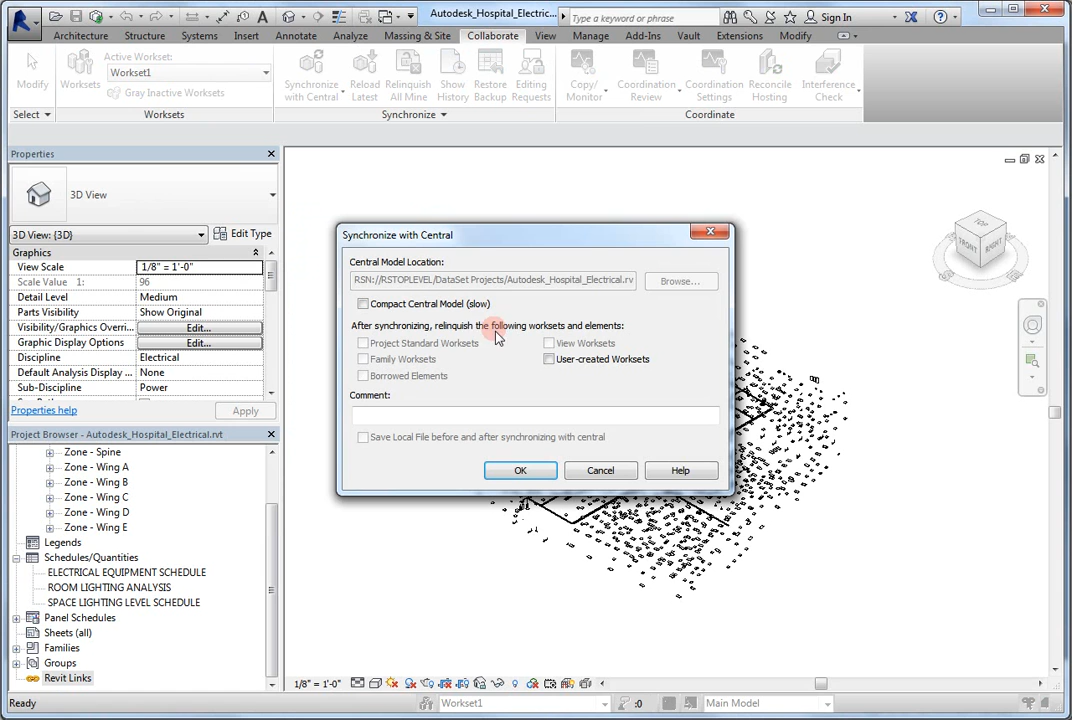 Autodesk_Hospital_Electric...
Type a keyword or phrase
Sign In
Architecture Structure Systems Insert Annotate Analyze Massing & Site Collaborate View Manage Add-Ins Vault Extensions Modify
Modify
Worksets
Active Workset:
Workset1
Gray Inactive Worksets
Synchronize with Central
Reload Latest
Relinquish All Mine
Show History
Restore Backup
Editing Requests
Copy/ Monitor
Coordination Review
Coordination Settings
Reconcile Hosting
Interference Check
Select
Worksets
Synchronize
Coordinate
Properties
3D View
3D View: {3D}
Edit Type
Graphics
View Scale 1/8" = 1'-0"
Scale Value 1: 96
Detail Level Medium
Parts Visibility Show Original
Visibility/Graphics Overri... Edit...
Graphic Display Options Edit...
Discipline Electrical
Default Analysis Display ... None
Sub-Discipline Power
Properties help
Apply
Project Browser - Autodesk_Hospital_Electrical.rvt
Zone - Spine
Zone - Wing A
Zone - Wing B
Zone - Wing C
Zone - Wing D
Zone - Wing E
Legends
Schedules/Quantities
ELECTRICAL EQUIPMENT SCHEDULE
ROOM LIGHTING ANALYSIS
SPACE LIGHTING LEVEL SCHEDULE
Panel Schedules
Sheets (all)
Families
Groups
Revit Links
Synchronize with Central
Central Model Location:
RSN://RSTOPLEVEL/DataSet Projects/Autodesk_Hospital_Electrical.rv
Browse...
Compact Central Model (slow)
After synchronizing, relinquish the following worksets and elements:
Project Standard Worksets
View Worksets
Family Worksets
User-created Worksets
Borrowed Elements
Comment:
Save Local File before and after synchronizing with central
OK
Cancel
Help
TOP
FRONT
RIGHT
1/8" = 1'-0"
Ready
Workset1
:0
Main Model